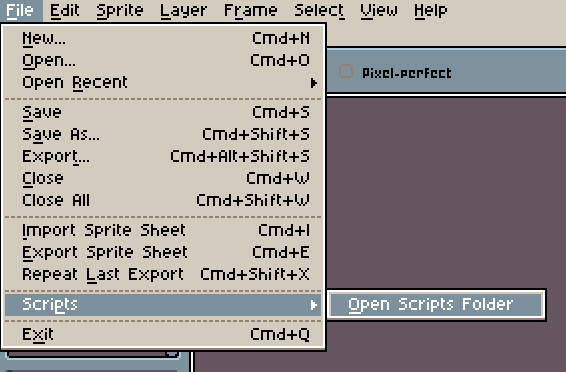 File Edit Sprite Layer Frame Select View Help
New... Cmd+N
Open... Cmd+O
Open Recent
Pixel-perfect
Save Cmd+S
Save As... Cmd+Shift+S
Export... Cmd+Alt+Shift+S
Close Cmd+W
Close All Cmd+Shift+W
Import Sprite Sheet Cmd+I
Export Sprite Sheet Cmd+E
Repeat Last Export Cmd+Shift+X
Scripts
Open Scripts Folder
Exit Cmd+Q